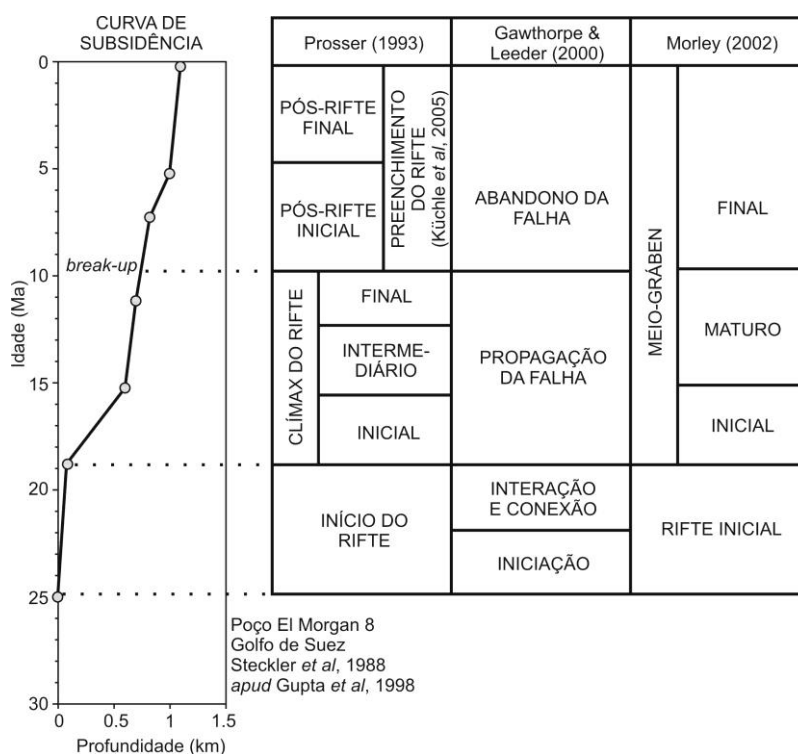 CURVA DE
SUBSIDÊNCIA
0
5
10
15
20
25
30
Idade (Ma)
break-up
0
0.5
1
1.5
Profundidade (km)
Poço El Morgan 8
Golfo de Suez
Steckler et al, 1988
apud Gupta et al, 1998
Prosser (1993)
Gawthorpe &
Leeder (2000)
Morley (2002)
PÓS-RIFTE
FINAL
PÓS-RIFTE
INICIAL
PREENCHIMENTO
DO RIFTE
(Küchle et al, 2005)
CLÍMAX DO RIFTE
FINAL
INTERME-
DIÁRIO
INICIAL
INÍCIO DO
RIFTE
ABANDONO DA
FALHA
PROPAGAÇÃO
DA FALHA
INTERAÇÃO
E CONEXÃO
INICIAÇÃO
MEIO-GRÁBEN
FINAL
MATURO
INICIAL
RIFTE INICIAL